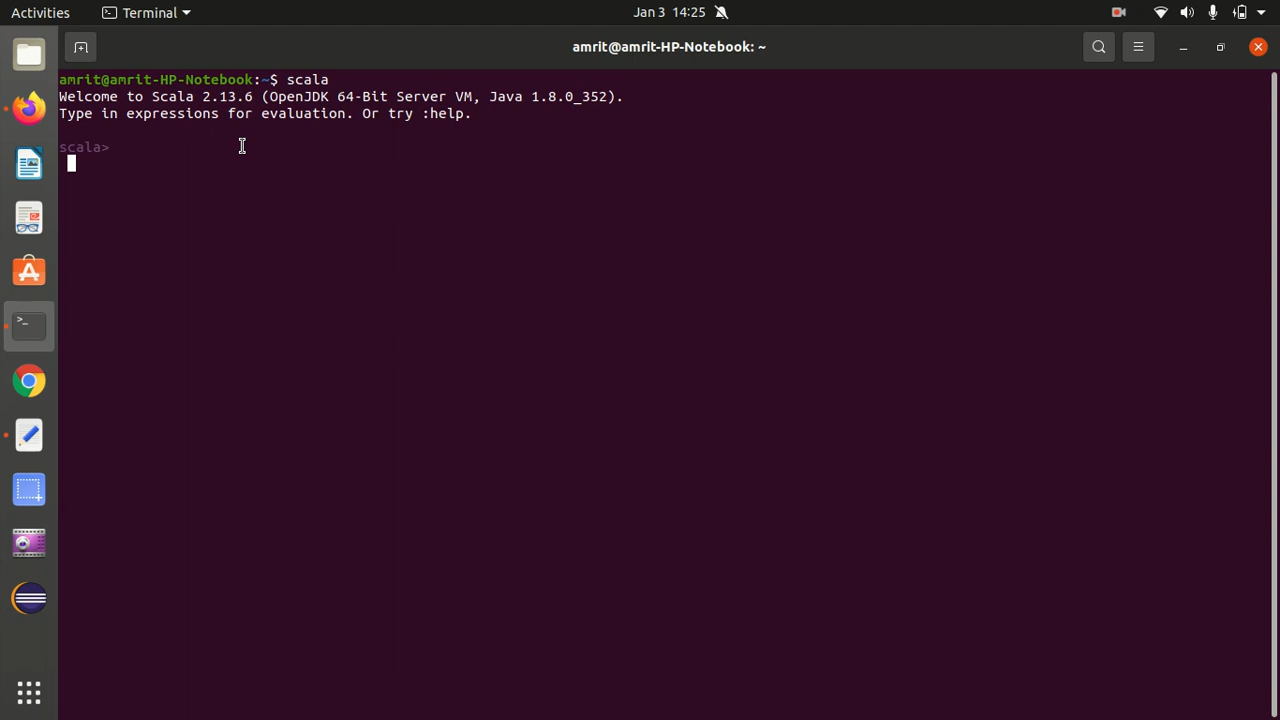 Activities
Terminal
Jan 3 14:25
amrit@amrit-HP-Notebook: ~
amrit@amrit-HP-Notebook:~$ scala
Welcome to Scala 2.13.6 (OpenJDK 64-Bit Server VM, Java 1.8.0_352).
Type in expressions for evaluation. Or try :help.
scala>